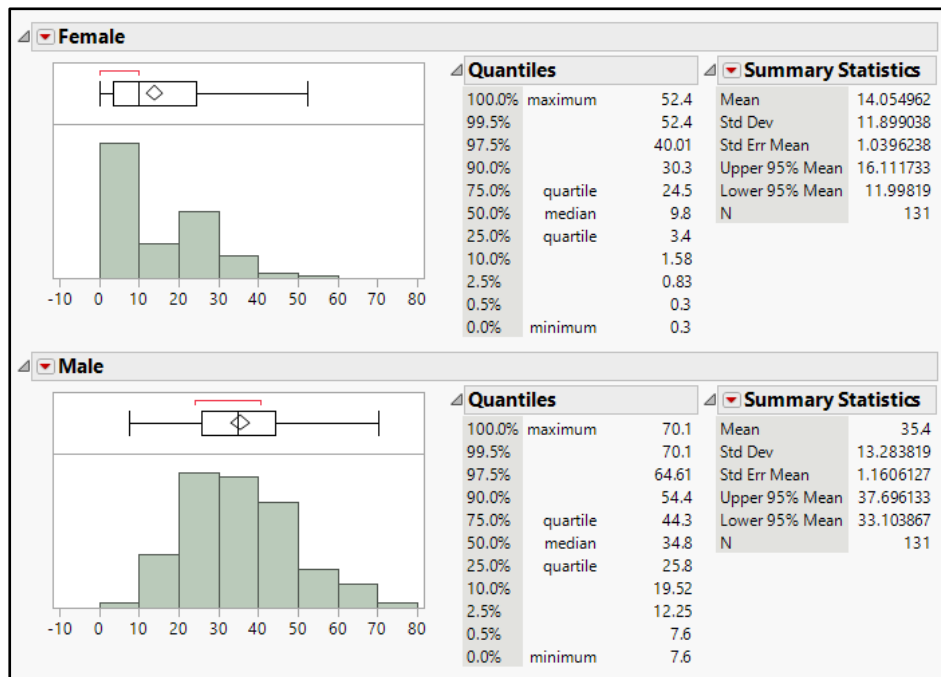 Female
Quantiles
100.0% maximum 52.4
99.5% 52.4
97.5% 40.01
90.0% 30.3
75.0% quartile 24.5
50.0% median 9.8
25.0% quartile 3.4
10.0% 1.58
2.5% 0.83
0.5% 0.3
0.0% minimum 0.3
Summary Statistics
Mean 14.054962
Std Dev 11.899038
Std Err Mean 1.0396238
Upper 95% Mean 16.111733
Lower 95% Mean 11.99819
N 131
-10 0 10 20 30 40 50 60 70 80
Male
Quantiles
100.0% maximum 70.1
99.5% 70.1
97.5% 64.61
90.0% 54.4
75.0% quartile 44.3
50.0% median 34.8
25.0% quartile 25.8
10.0% 19.52
2.5% 12.25
0.5% 7.6
0.0% minimum 7.6
Summary Statistics
Mean 35.4
Std Dev 13.283819
Std Err Mean 1.1606127
Upper 95% Mean 37.696133
Lower 95% Mean 33.103867
N 131
-10 0 10 20 30 40 50 60 70 80